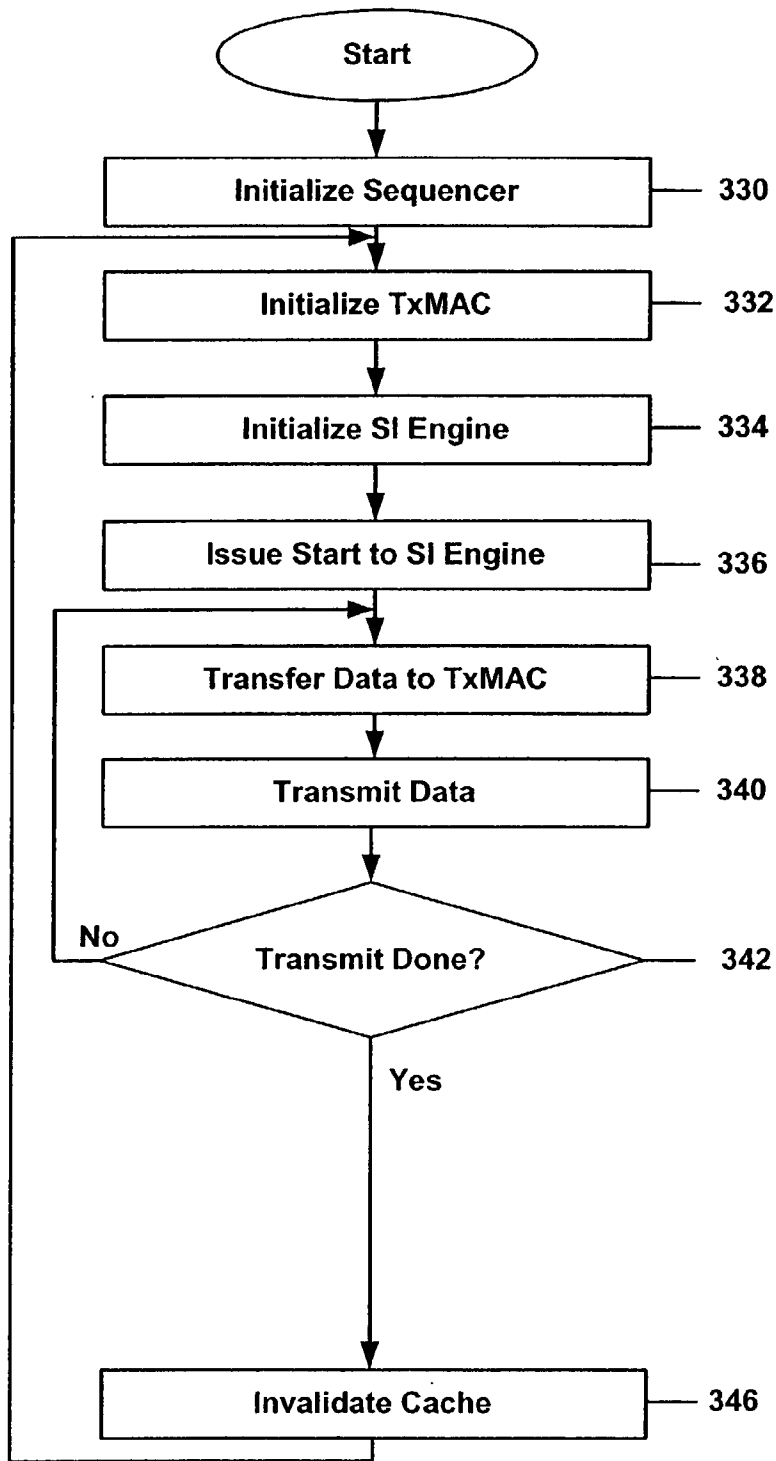 Start
Initialize Sequencer 330
Initialize TxMAC 332
Initialize SI Engine 334
Issue Start to SI Engine 336
Transfer Data to TxMAC 338
Transmit Data 340
No
Transmit Done? 342
Yes
Invalidate Cache 346